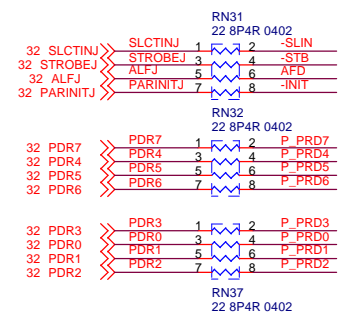 RN31
22 8P4R 0402
32 SLCTINJ SLCTINJ 1 2 -SLIN
32 STROBEJ STROBEJ 3 4 -STB
32 ALFJ ALFJ 5 6 AFD
32 PARINITJ PARINITJ 7 8 -INIT
RN32
22 8P4R 0402
32 PDR7 PDR7 1 2 P_PRD7
32 PDR4 PDR4 3 4 P_PRD4
32 PDR5 PDR5 5 6 P_PRD5
32 PDR6 PDR6 7 8 P_PRD6
32 PDR3 PDR3 1 2 P_PRD3
32 PDR0 PDR0 3 4 P_PRD0
32 PDR1 PDR1 5 6 P_PRD1
32 PDR2 PDR2 7 8 P_PRD2
RN37
22 8P4R 0402